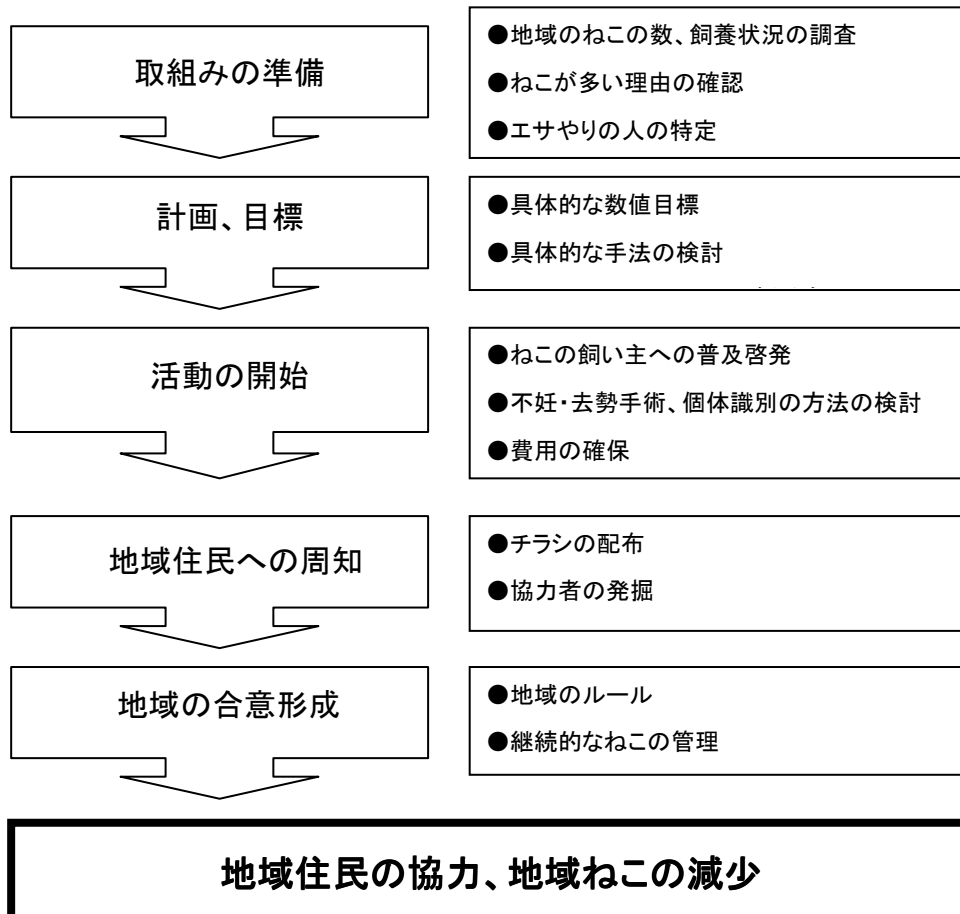 取組みの準備
●地域のねこの数、飼養状況の調査
●ねこが多い理由の確認
●エサやりの人の特定
計画、目標
●具体的な数値目標
●具体的な手法の検討
活動の開始
●ねこの飼い主への普及啓発
●不妊・去勢手術、個体識別の方法の検討
●費用の確保
地域住民への周知
●チラシの配布
●協力者の発掘
地域の合意形成
●地域のルール
●継続的なねこの管理
地域住民の協力、地域ねこの減少